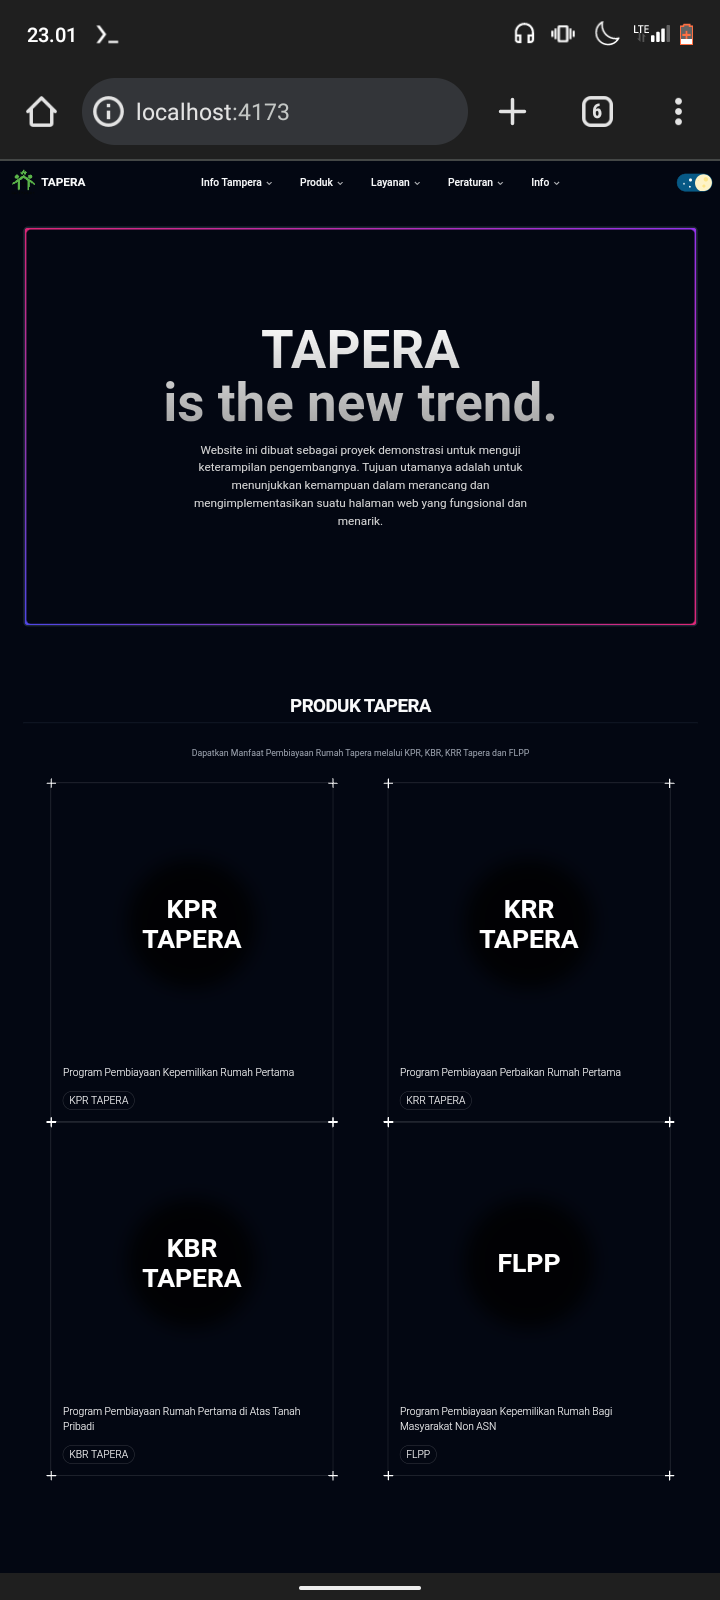 23.01
LTE
localhost:4173
6
TAPERA
Info Tampera
Produk
Layanan
Peraturan
Info
TAPERA
is the new trend.
Website ini dibuat sebagai proyek demonstrasi untuk menguji
keterampilan pengembangnya. Tujuan utamanya adalah untuk
menunjukkan kemampuan dalam merancang dan
mengimplementasikan suatu halaman web yang fungsional dan
menarik.
PRODUK TAPERA
Dapatkan Manfaat Pembiayaan Rumah Tapera melalui KPR, KBR, KRR Tapera dan FLPP
KPR
TAPERA
Program Pembiayaan Kepemilikan Rumah Pertama
KPR TAPERA
KRR
TAPERA
Program Pembiayaan Perbaikan Rumah Pertama
KRR TAPERA
KBR
TAPERA
Program Pembiayaan Rumah Pertama di Atas Tanah
Pribadi
KBR TAPERA
FLPP
Program Pembiayaan Kepemilikan Rumah Bagi
Masyarakat Non ASN
FLPP